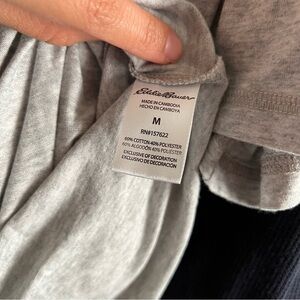 Eddie Bauer
MADE IN CAMBODIA
HECHO EN CAMBOYA
M
RN#157622
60% COTTON 40% POLYESTER
60% ALGODÓN 40% POLIÉSTER
EXCLUSIVE OF DECORATION
EXCLUSIVO DE DECORACIÓN